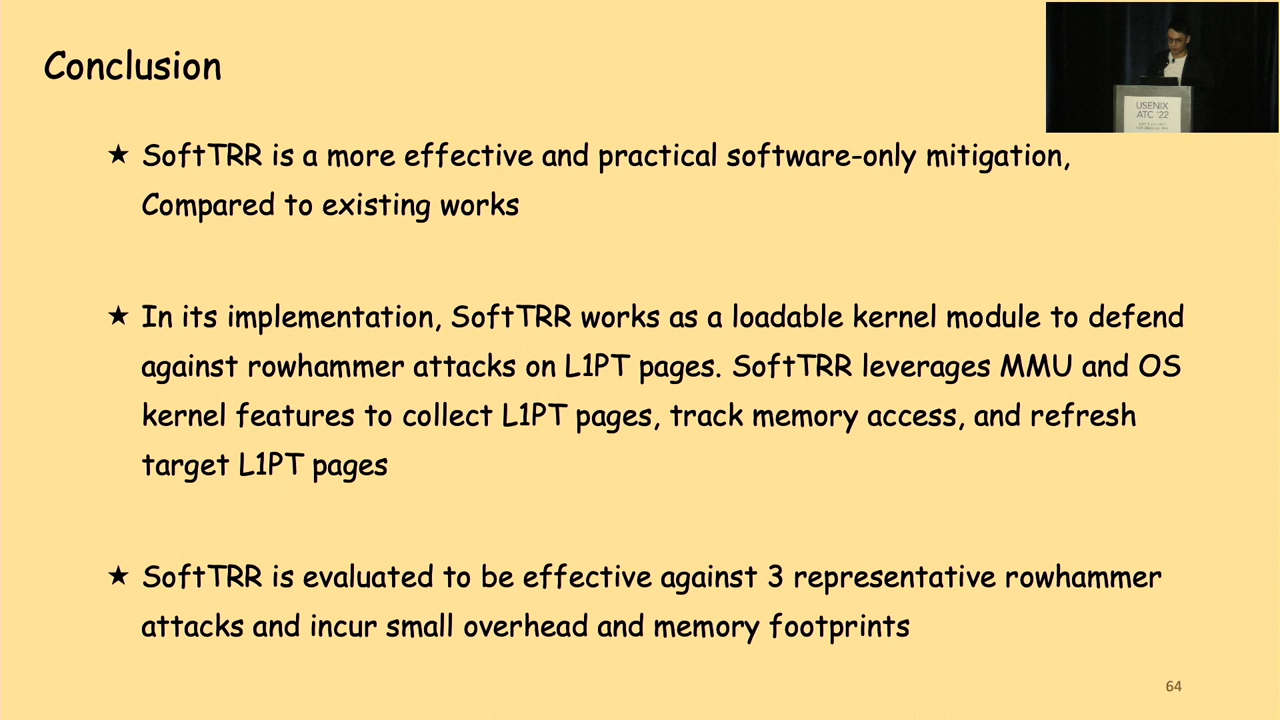 Conclusion
USENIX
ATC '22
★ SoftTRR is a more effective and practical software-only mitigation,
Compared to existing works
★ In its implementation, SoftTRR works as a loadable kernel module to defend
against rowhammer attacks on L1PT pages. SoftTRR leverages MMU and OS
kernel features to collect L1PT pages, track memory access, and refresh
target L1PT pages
★ SoftTRR is evaluated to be effective against 3 representative rowhammer
attacks and incur small overhead and memory footprints
64